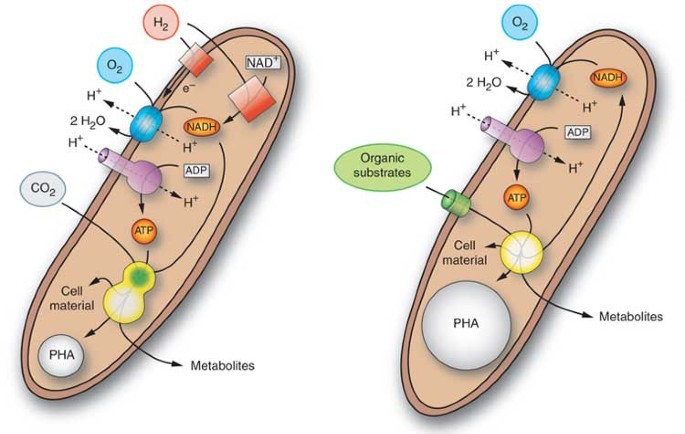 H2
O2
NAD+
e−
H+
2 H2O
NADH
H+
H+
ADP
H+
CO2
ATP
Cell
material
PHA
Metabolites
O2
H+
NADH
2 H2O
H+
H+
ADP
H+
Organic
substrates
ATP
Cell
material
PHA
Metabolites